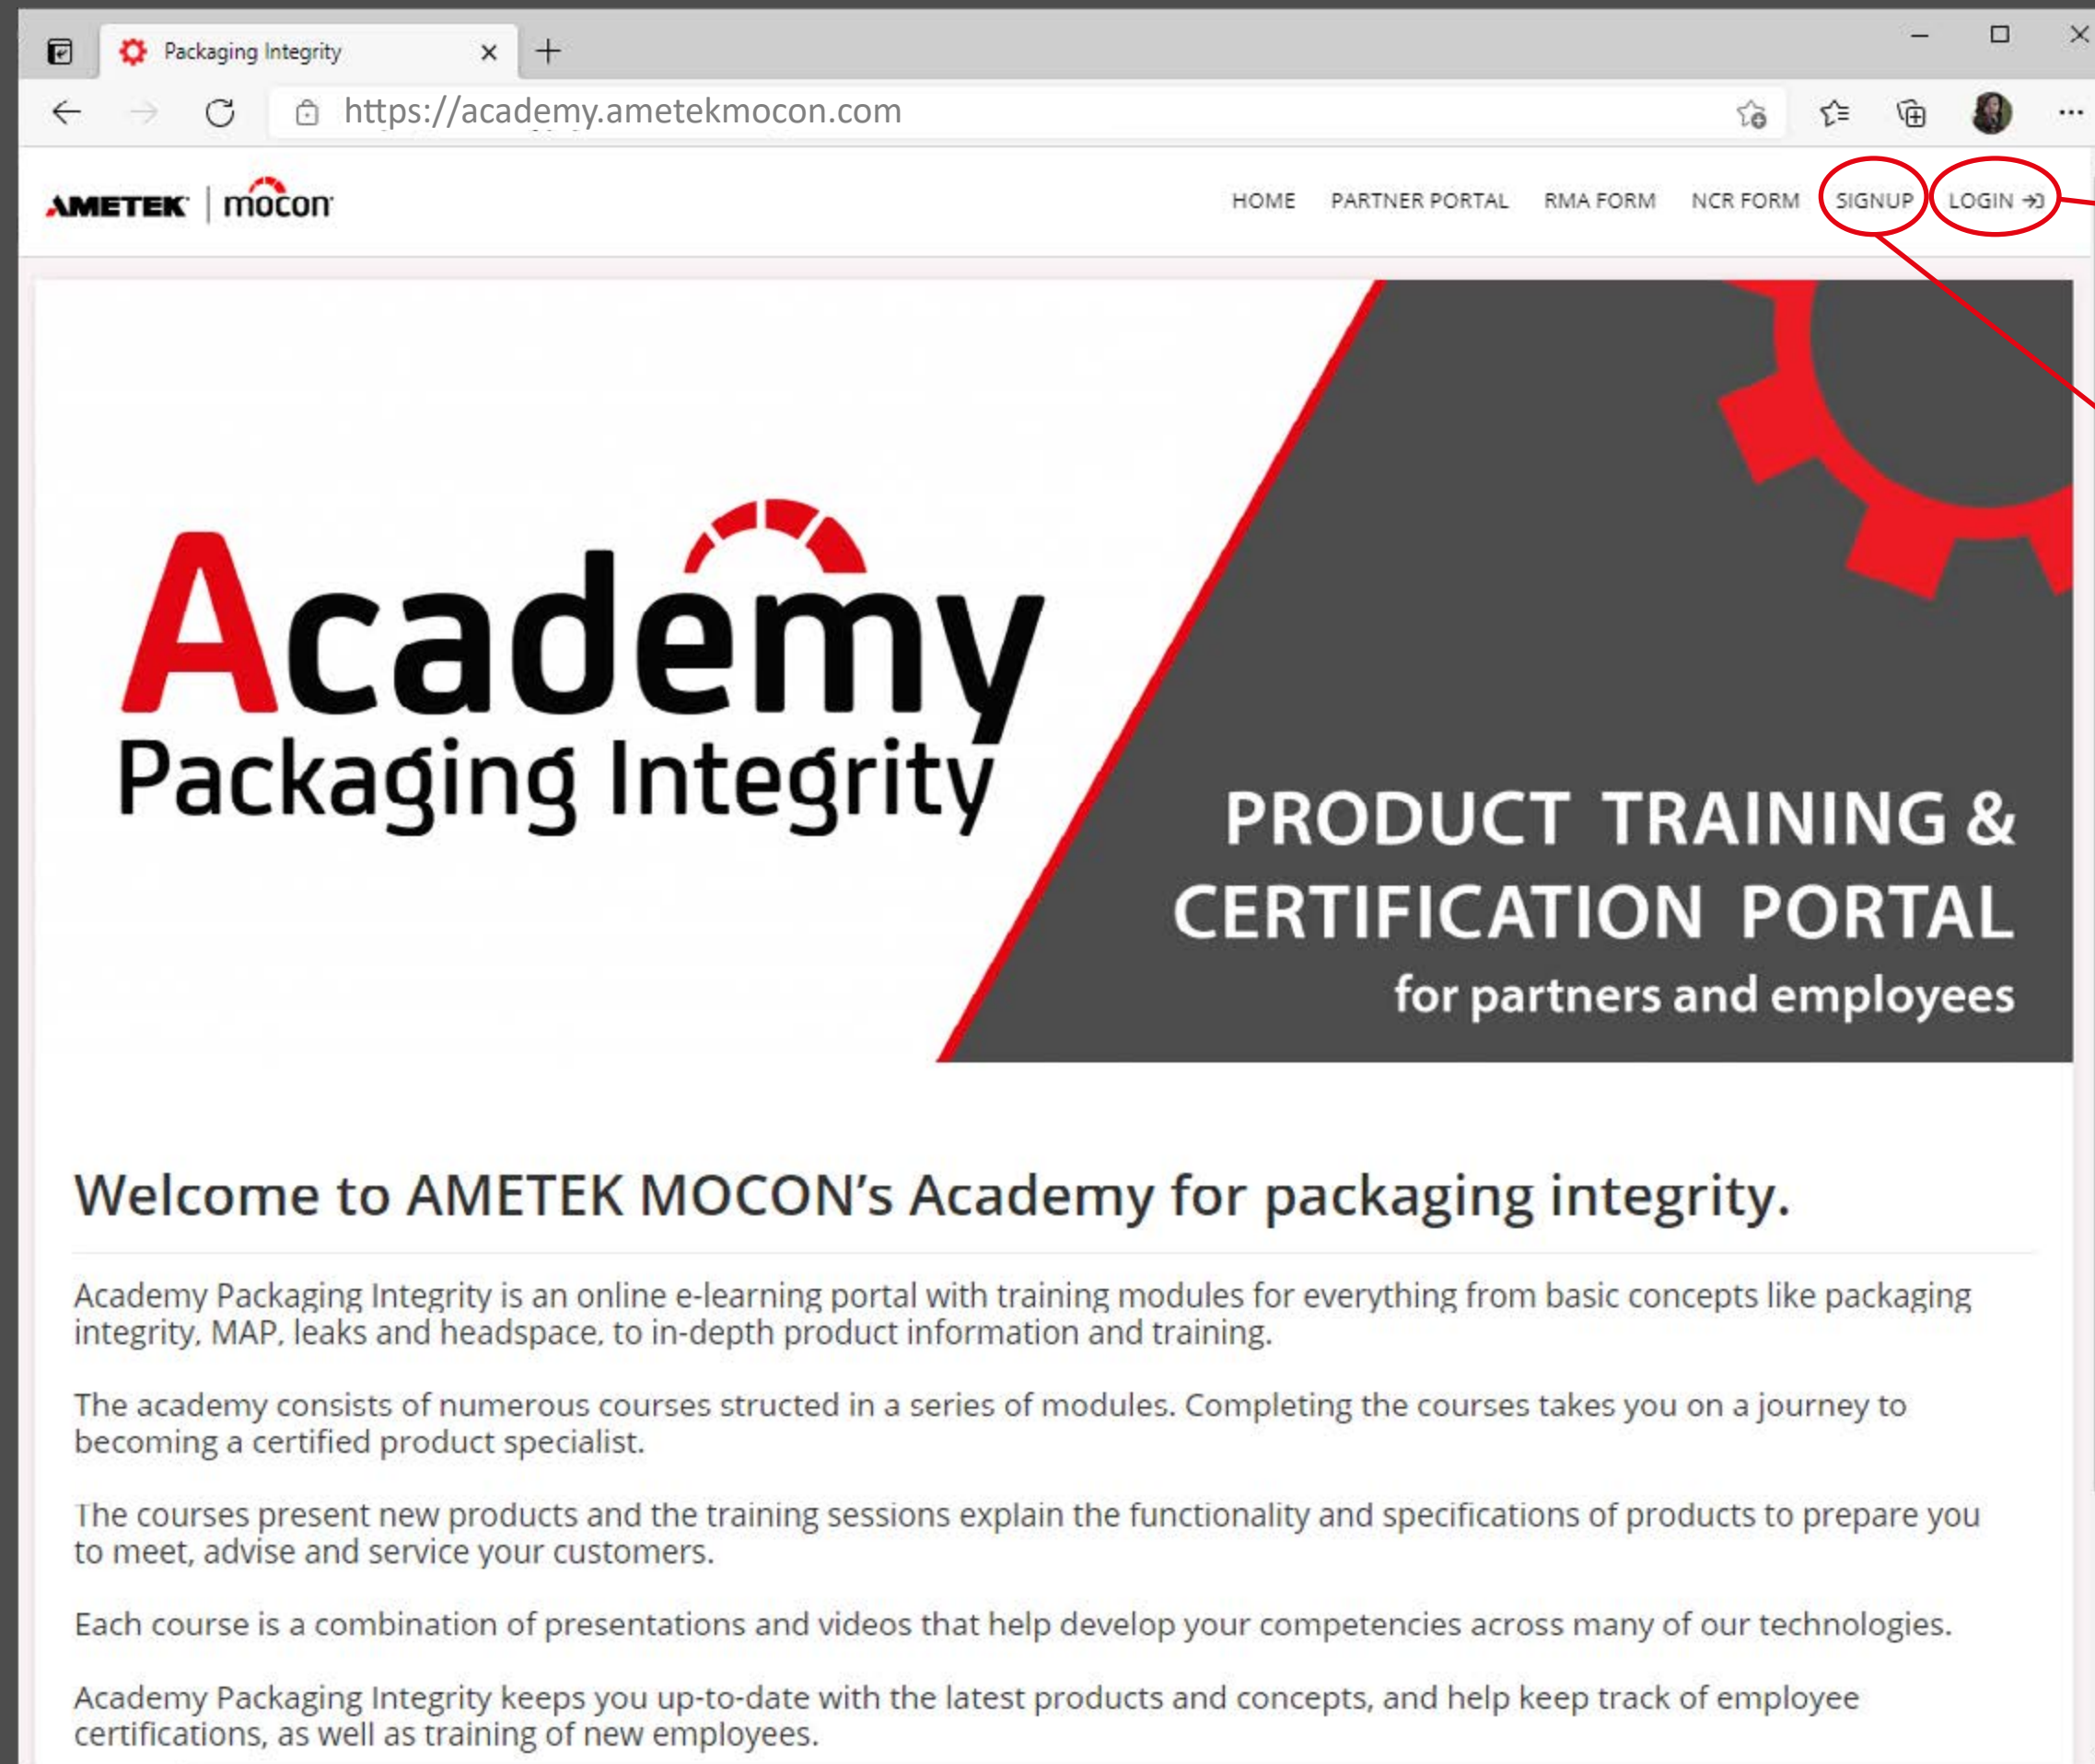 Packaging Integrity
https://academy.ametekmocon.com
AMETEK mocon
HOME PARTNER PORTAL RMA FORM NCR FORM SIGNUP LOGIN
Academy
Packaging Integrity
PRODUCT TRAINING &
CERTIFICATION PORTAL
for partners and employees
Welcome to AMETEK MOCON's Academy for packaging integrity.
Academy Packaging Integrity is an online e-learning portal with training modules for everything from basic concepts like packaging
integrity, MAP, leaks and headspace, to in-depth product information and training.
The academy consists of numerous courses structed in a series of modules. Completing the courses takes you on a journey to
becoming a certified product specialist.
The courses present new products and the training sessions explain the functionality and specifications of products to prepare you
to meet, advise and service your customers.
Each course is a combination of presentations and videos that help develop your competencies across many of our technologies.
Academy Packaging Integrity keeps you up-to-date with the latest products and concepts, and help keep track of employee
certifications, as well as training of new employees.